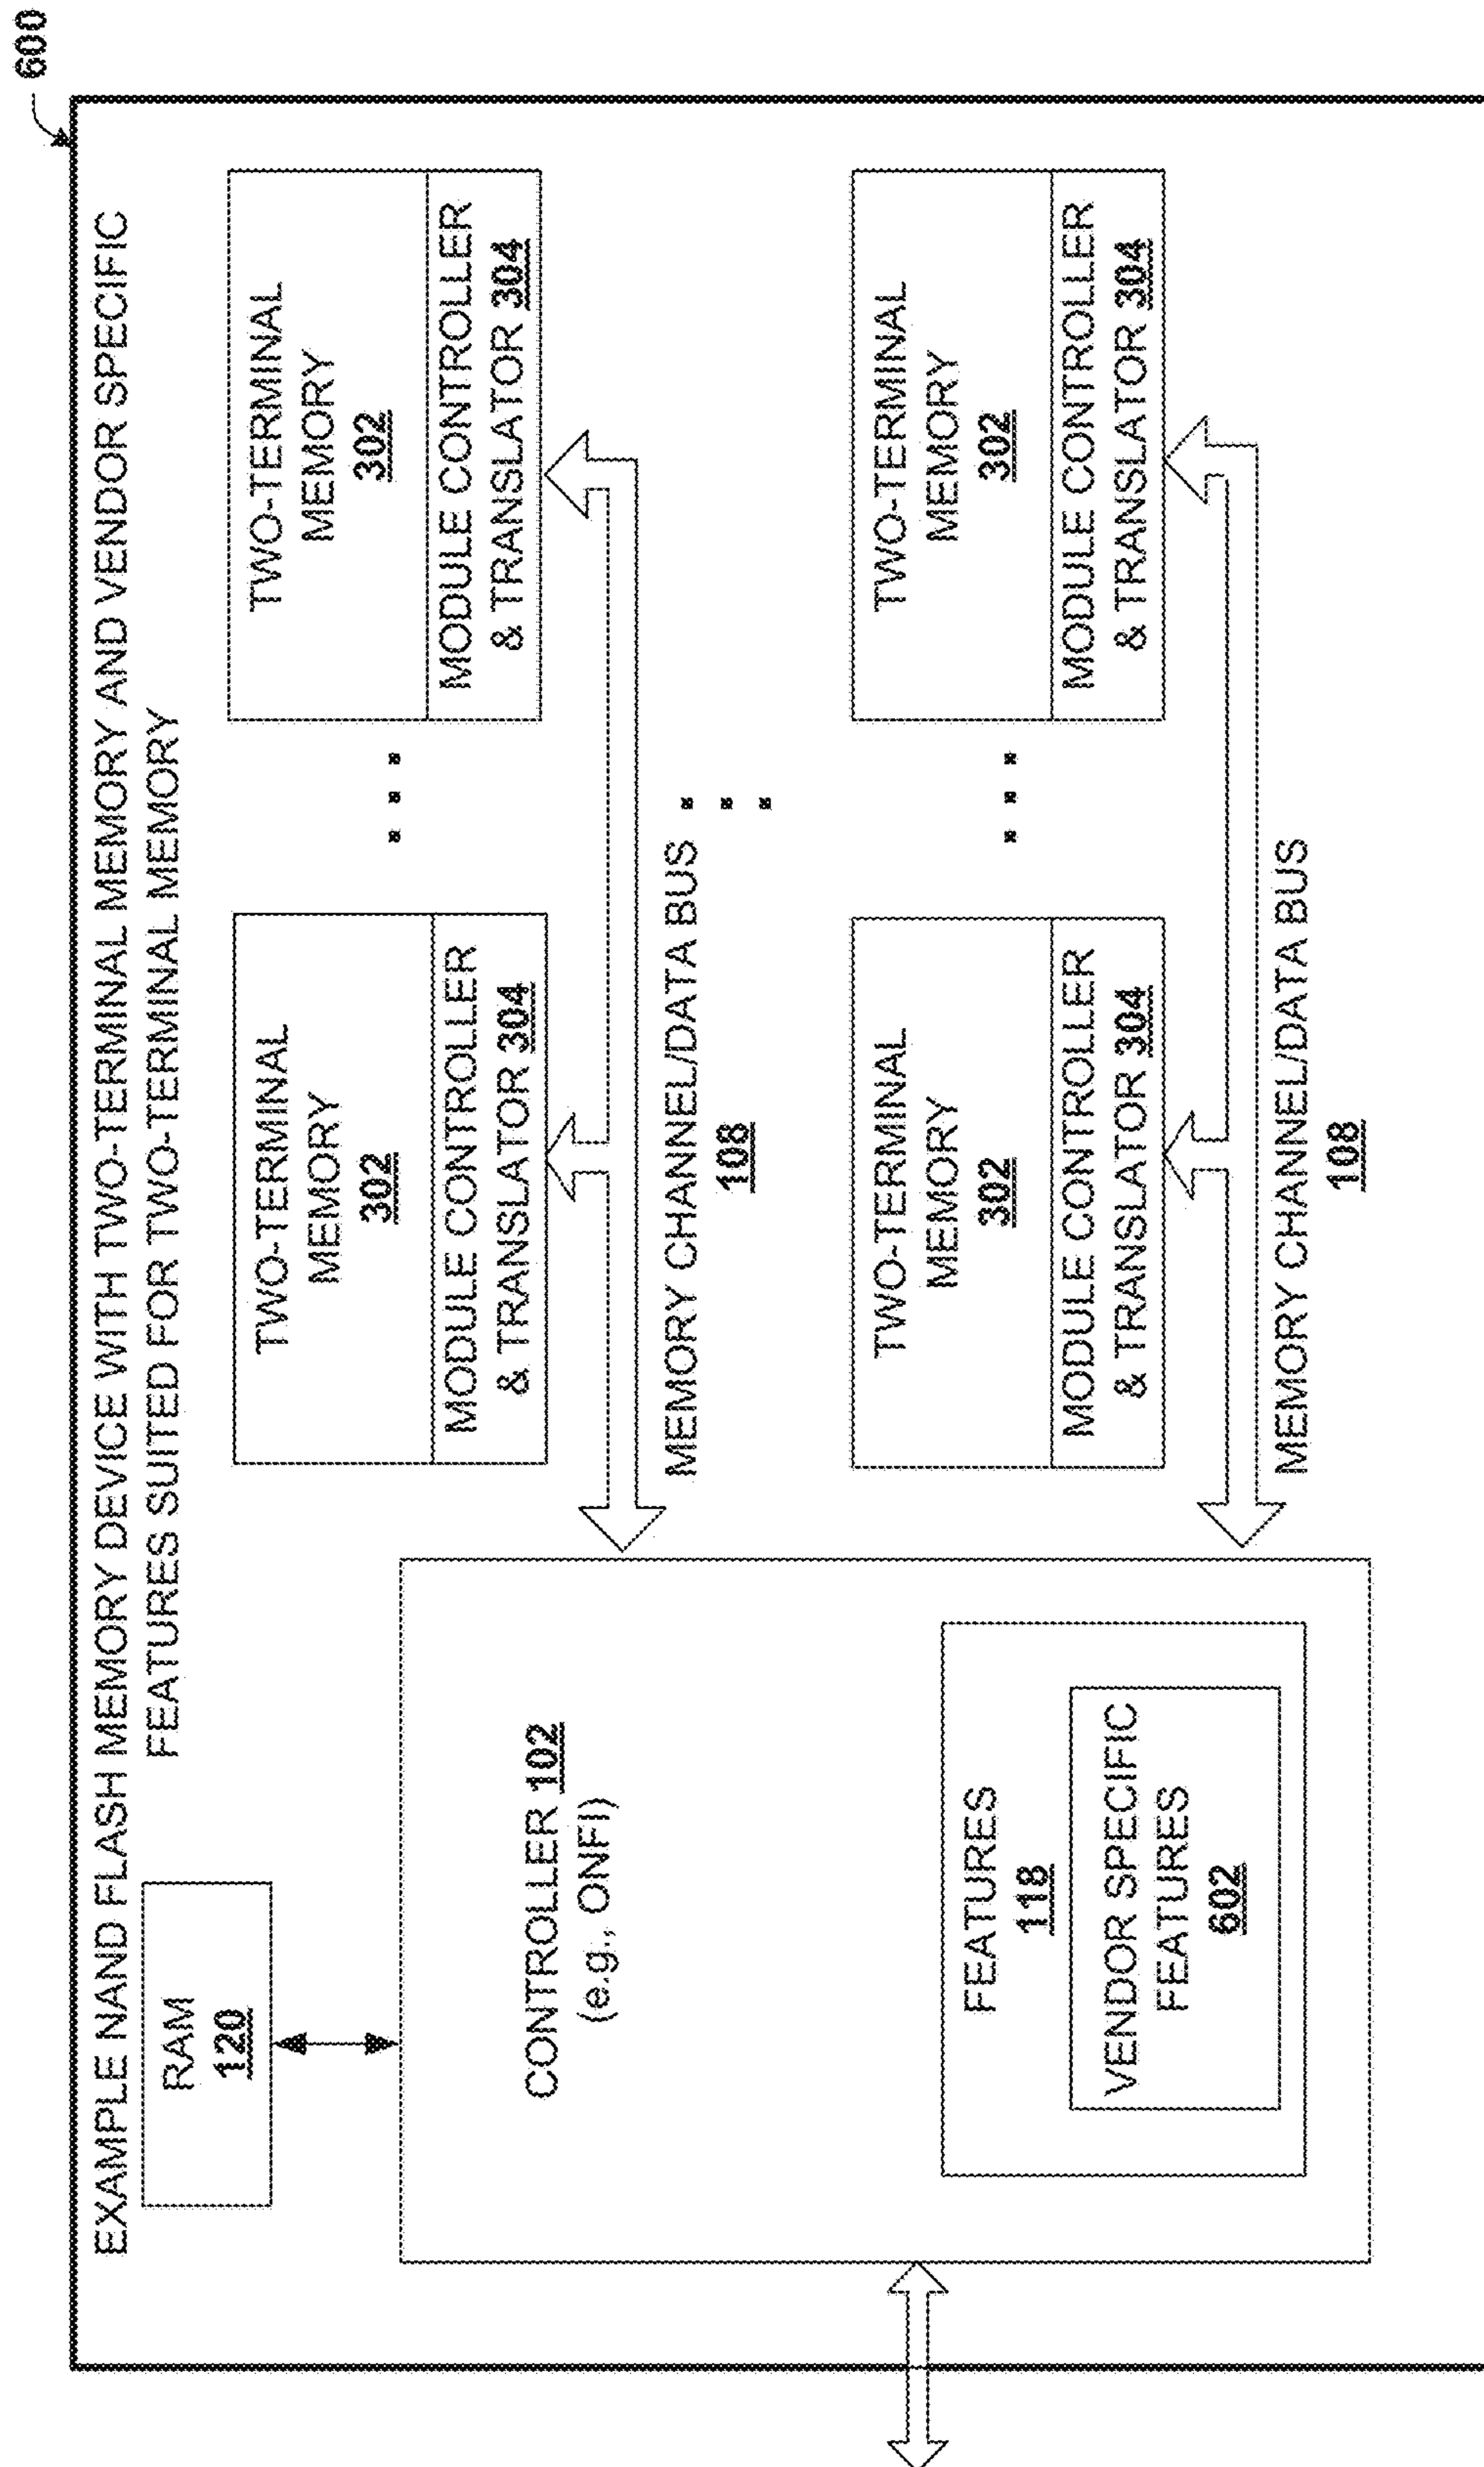 600
EXAMPLE NAND FLASH MEMORY DEVICE WITH TWO-TERMINAL MEMORY AND VENDOR SPECIFIC
FEATURES SUITED FOR TWO-TERMINAL MEMORY
RAM
120
CONTROLLER 102
(e.g., ONFI)
FEATURES
118
VENDOR SPECIFIC
FEATURES
602
TWO-TERMINAL
MEMORY
302
MODULE CONTROLLER
& TRANSLATOR 304
TWO-TERMINAL
MEMORY
302
MODULE CONTROLLER
& TRANSLATOR 304
MEMORY CHANNEL/DATA BUS
108
TWO-TERMINAL
MEMORY
302
MODULE CONTROLLER
& TRANSLATOR 304
TWO-TERMINAL
MEMORY
302
MODULE CONTROLLER
& TRANSLATOR 304
MEMORY CHANNEL/DATA BUS
108